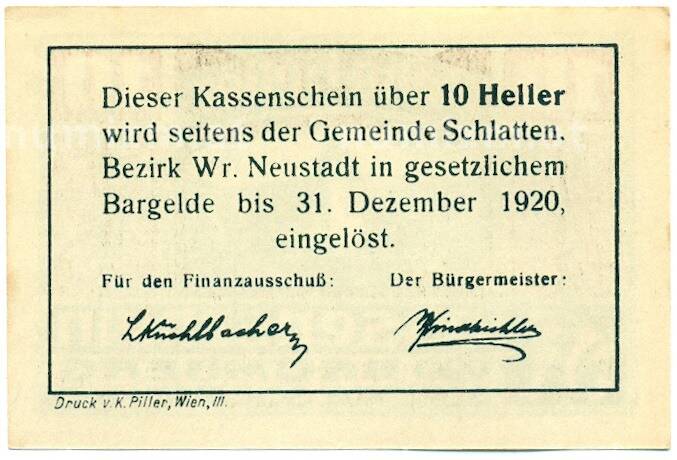 Dieser Kassenschein über 10 Heller
wird seitens der Gemeinde Schlatten,
Bezirk Wr. Neustadt in gesetzlichem
Bargelde bis 31. Dezember 1920,
eingelöst.
Für den Finanzausschuß: Der Bürgermeister:
Druck v. K. Piller, Wien, III.